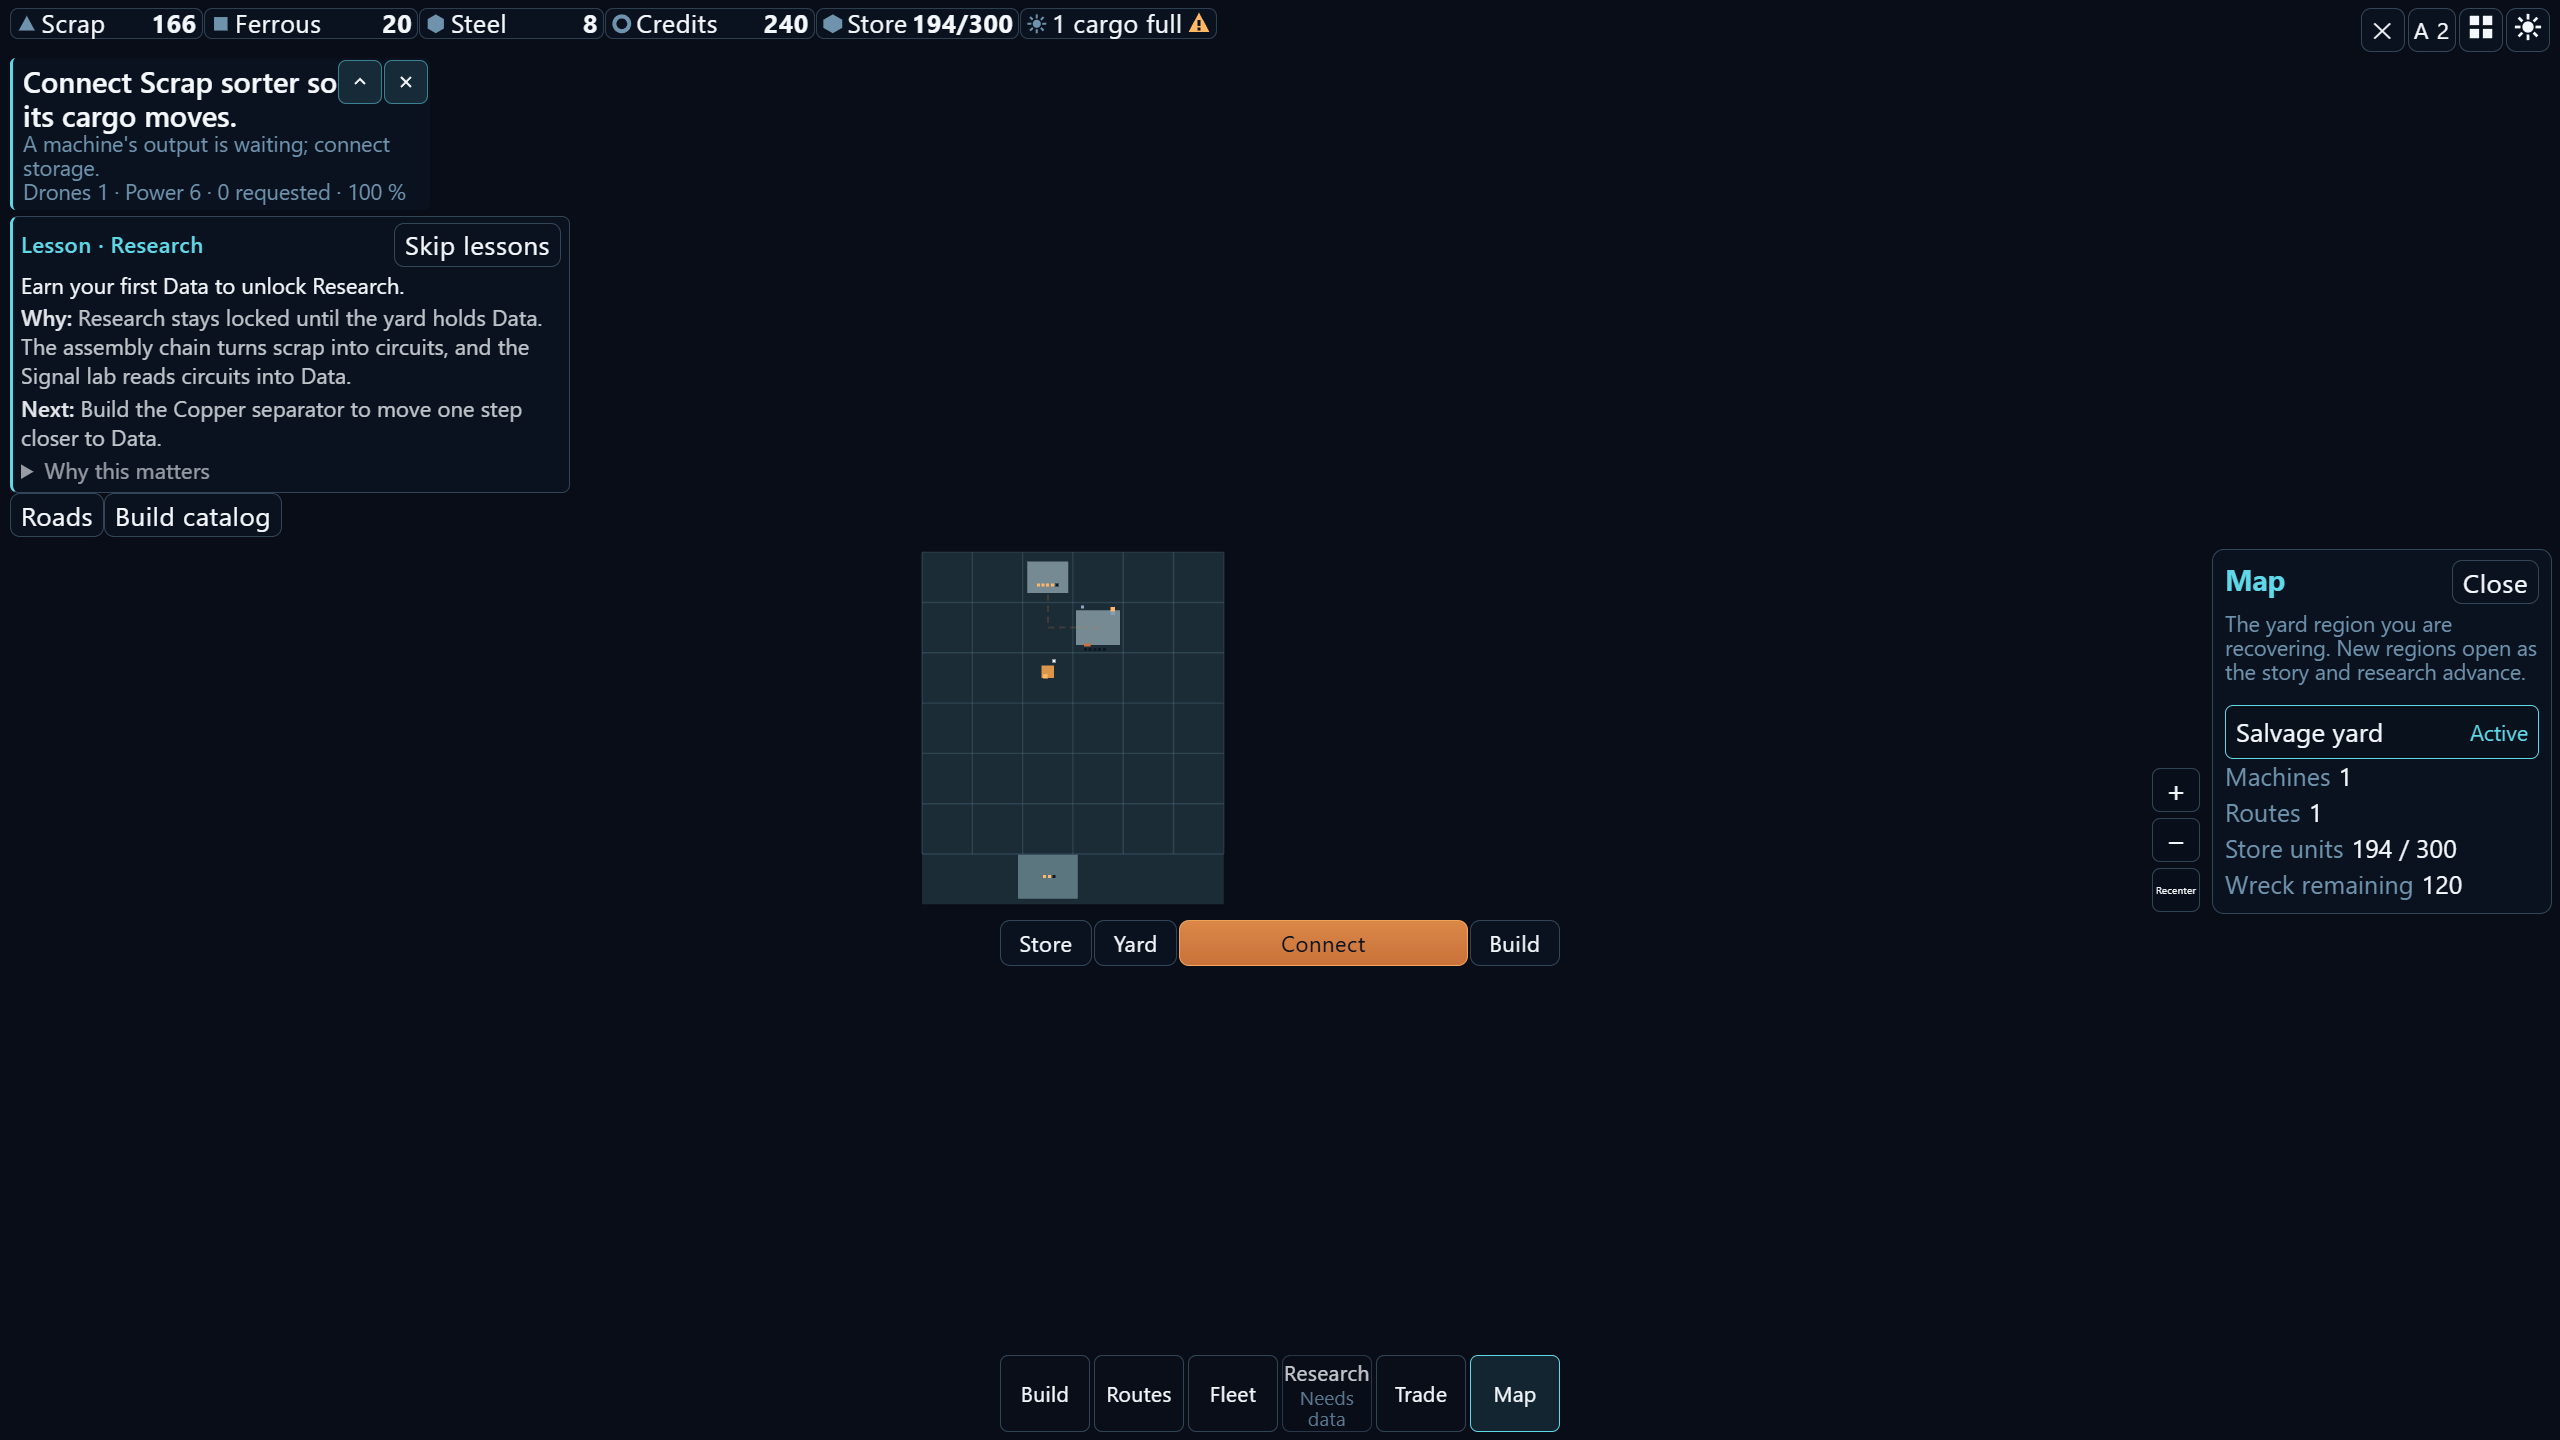 Scrap 166 Ferrous 20 Steel 8 Credits 240 Store 194/300 1 cargo full
A 2
Connect Scrap sorter so
its cargo moves.
A machine's output is waiting; connect
storage.
Drones 1 · Power 6 · 0 requested · 100 %
Lesson · Research
Skip lessons
Earn your first Data to unlock Research.
Why: Research stays locked until the yard holds Data.
The assembly chain turns scrap into circuits, and the
Signal lab reads circuits into Data.
Next: Build the Copper separator to move one step
closer to Data.
Why this matters
Roads Build catalog
Map
Close
The yard region you are
recovering. New regions open as
the story and research advance.
Salvage yard Active
Machines 1
Routes 1
Store units 194 / 300
Wreck remaining 120
+
−
Recenter
Store Yard Connect Build
Build Routes Fleet Research
Needs
data
Trade Map